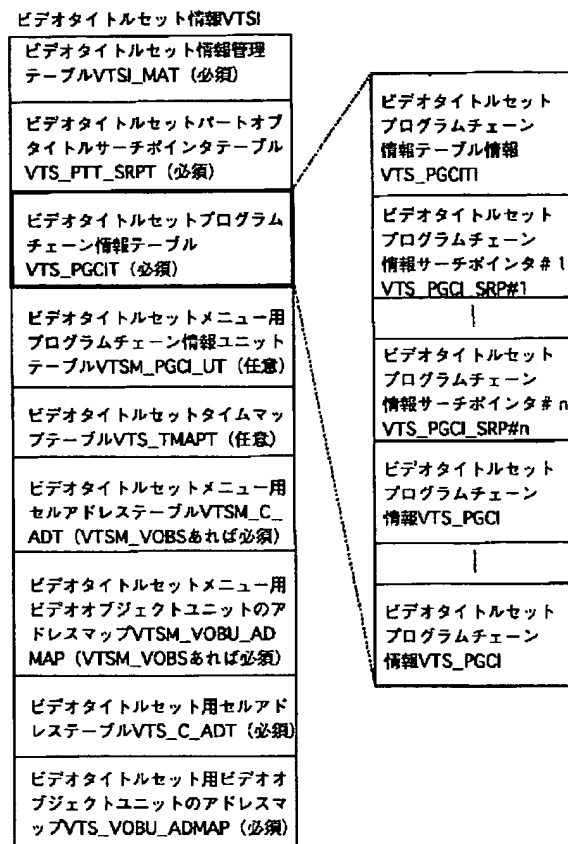 ビデオタイトルセット情報VTSI
ビデオタイトルセット情報管理
テーブルVTSI_MAT（必須）
ビデオタイトルセットパートオブ
タイトルサーチポインタテーブル
VTS_PTT_SRPT（必須）
ビデオタイトルセットプログラム
チェーン情報テーブル
VTS_PGCIT（必須）
ビデオタイトルセットメニュー用
プログラムチェーン情報ユニット
テーブルVTSM_PGCI_UT（任意）
ビデオタイトルセットタイムマッ
プテーブルVTS_TMAPT（任意）
ビデオタイトルセットメニュー用
セルアドレステーブルVTSM_C_
ADT（VTSM_VOBSあれば必須）
ビデオタイトルセットメニュー用
ビデオオブジェクトユニットのア
ドレスマップVTSM_VOBU_AD
MAP（VTSM_VOBSあれば必須）
ビデオタイトルセット用セルアド
レステーブルVTS_C_ADT（必須）
ビデオタイトルセット用ビデオオ
ブジェクトユニットのアドレスマ
ップVTS_VOBU_ADMAP（必須）
ビデオタイトルセット
プログラムチェーン
情報テーブル情報
VTS_PGCITI
ビデオタイトルセット
プログラムチェーン
情報サーチポインタ＃1
VTS_PGCI_SRP#1
ビデオタイトルセット
プログラムチェーン
情報サーチポインタ＃n
VTS_PGCI_SRP#n
ビデオタイトルセット
プログラムチェーン
情報VTS_PGCI
ビデオタイトルセット
プログラムチェーン
情報VTS_PGCI